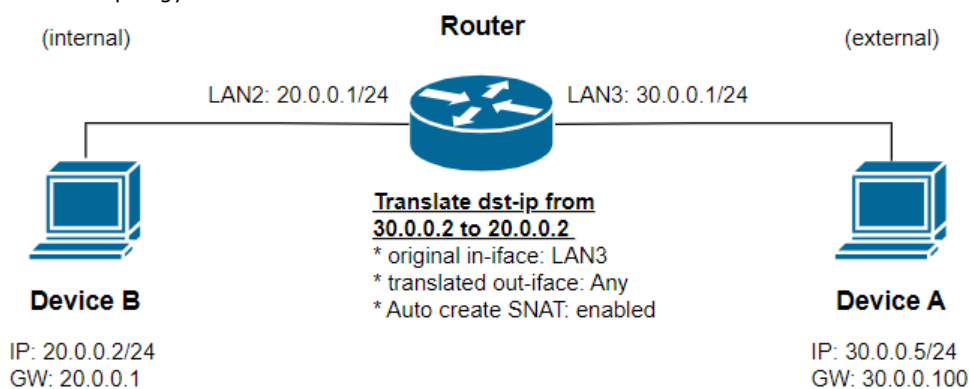 Router
(internal)
(external)
LAN2: 20.0.0.1/24
LAN3: 30.0.0.1/24
Translate dst-ip from
30.0.0.2 to 20.0.0.2
* original in-iface: LAN3
* translated out-iface: Any
* Auto create SNAT: enabled
Device B
IP: 20.0.0.2/24
GW: 20.0.0.1
Device A
IP: 30.0.0.5/24
GW: 30.0.0.100